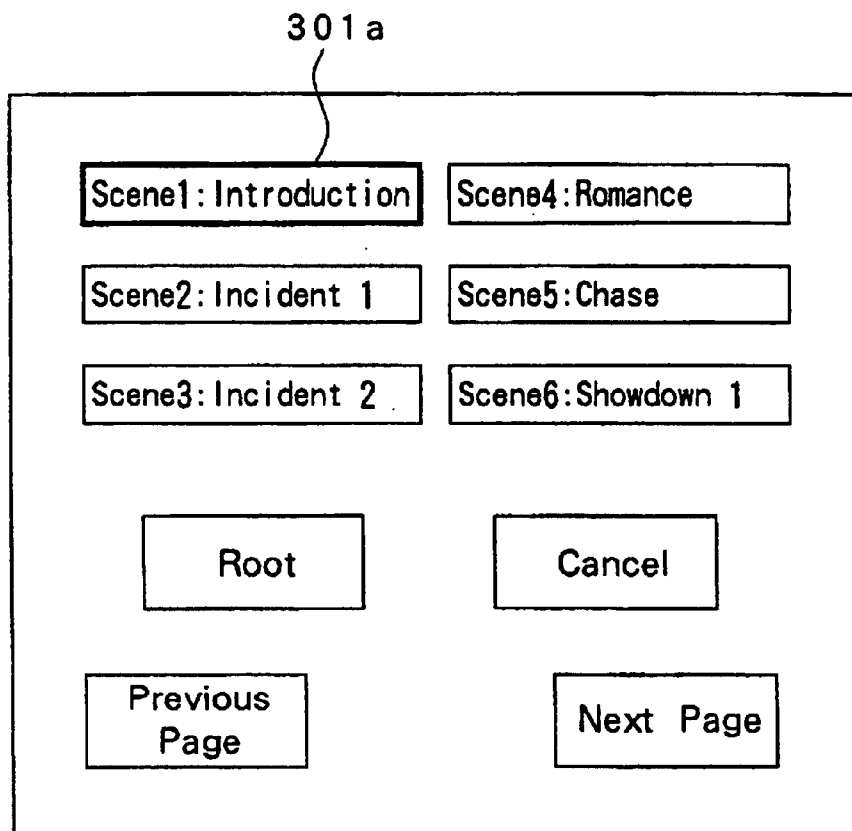 301a
Scene1:Introduction
Scene4:Romance
Scene2:Incident 1
Scene5:Chase
Scene3:Incident 2
Scene6:Showdown 1
Root
Cancel
Previous
Page
Next Page